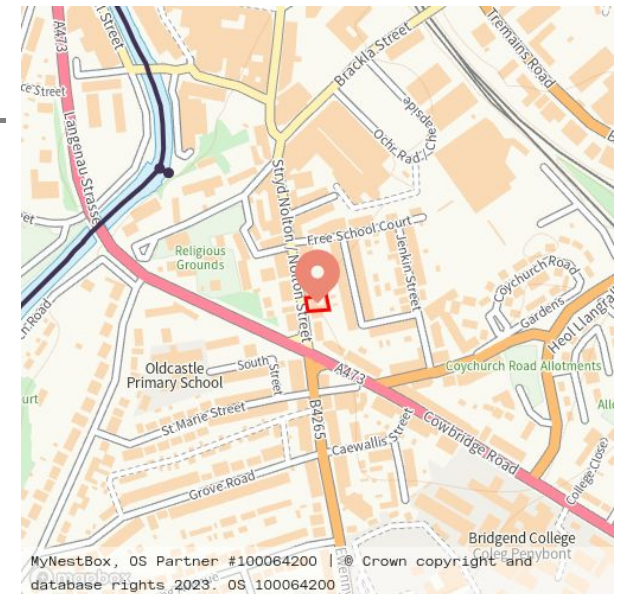 A473
Langenau Strasse
Tremains Road
Brackla Street
Ochr Rad / Cheapside
Stryd Nolton / Nolton Street
Free School Court
Jenkin Street
Religious
Grounds
Coychurch Road
Gardens
Coychurch Road Allotments
Oldcastle
Primary School
South Street
A473
St Marie Street
B4265
Caewallis Street
Cowbridge Road
Grove Road
College Close
Bridgend College
Coleg Penybont
MyNestBox, OS Partner #100064200 | © Crown copyright and
database rights 2023. OS 100064200
mapbox